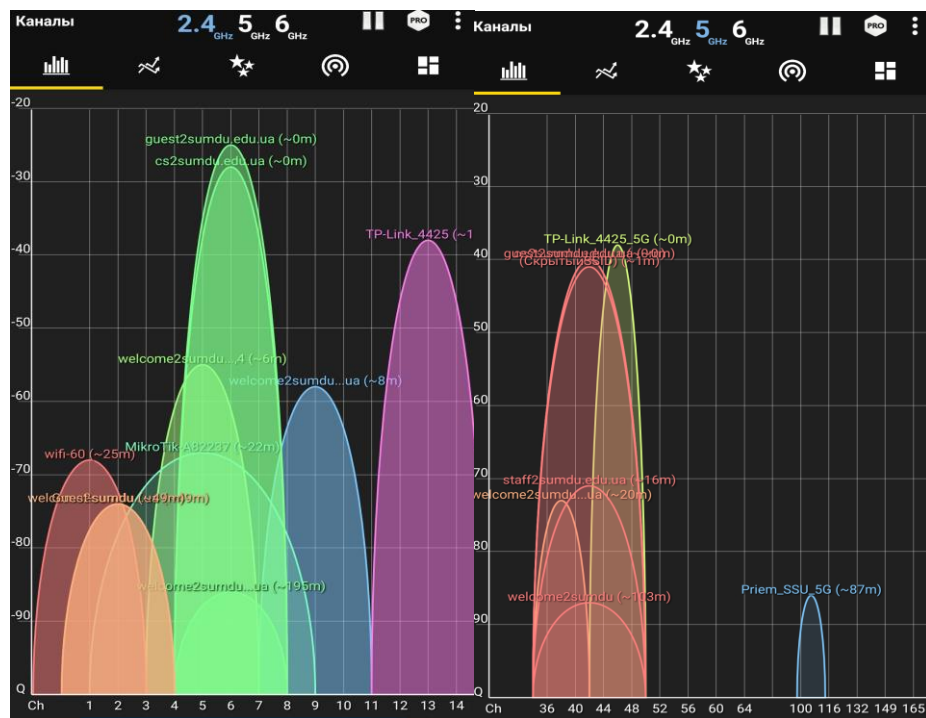 Каналы
2.4 GHz 5 GHz 6 GHz
PRO
-20
guest2sumdu.edu.ua (~0m)
cs2sumdu.edu.ua (~0m)
-30
TP-Link_4425 (~1
-40
-50
welcome2sumdu...,4 (~6m)
welcome2sumdu...ua (~8m)
-60
MikroTik-A82237 (~22m)
wifi-60 (~25m)
-70
-80
welcome2sumdu...ua (~195m)
-90
Q
Ch 1 2 3 4 5 6 7 8 9 10 11 12 13 14
Каналы
2.4 GHz 5 GHz 6 GHz
PRO
20
30
TP-Link_4425_5G (~0m)
40
(Скрытый SSID) (~1m)
50
60
70
staff2sumdu.edu.ua (~16m)
welcome2sumdu...ua (~20m)
80
Priem_SSU_5G (~87m)
welcome2sumdu (~103m)
90
Q
Ch 36 40 44 48 52 56 60 64 100 116 132 149 165